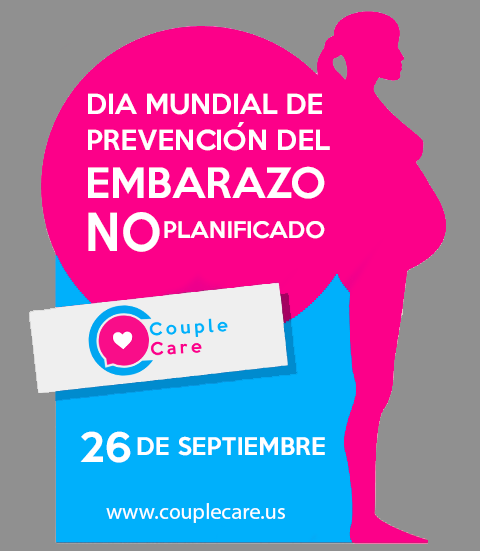 DIA MUNDIAL DE
PREVENCIÓN DEL
EMBARAZO
NO PLANIFICADO
Couple
Care
26 DE SEPTIEMBRE
www.couplecare.us